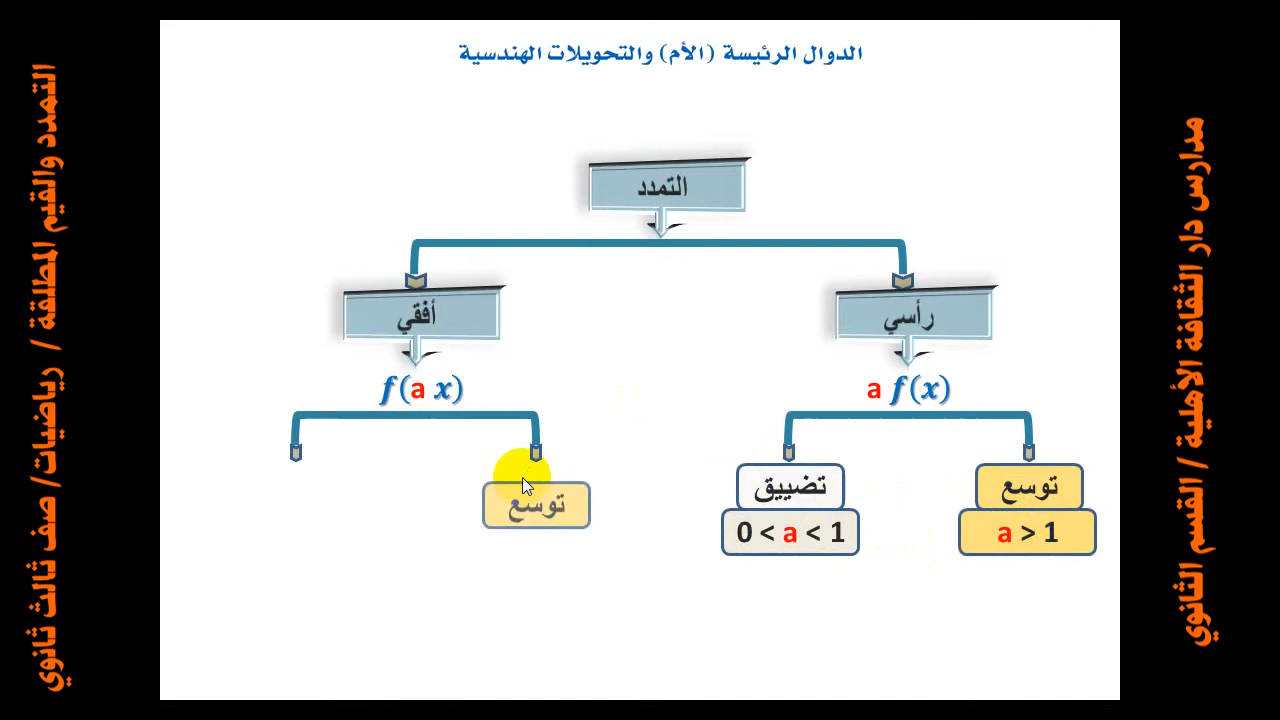 الدوال الرئيسة (الأم) والتحويلات الهندسية
التمدد
رأسي
أفقي
a f(x)
f(a x)
توسع
تضييق
توسع
a > 1
0 < a < 1
مدارس دار الثقافة الأهلية / القسم الثانوي
التمدد والقيم المطلقة / رياضيات/ صف ثالث ثانوي